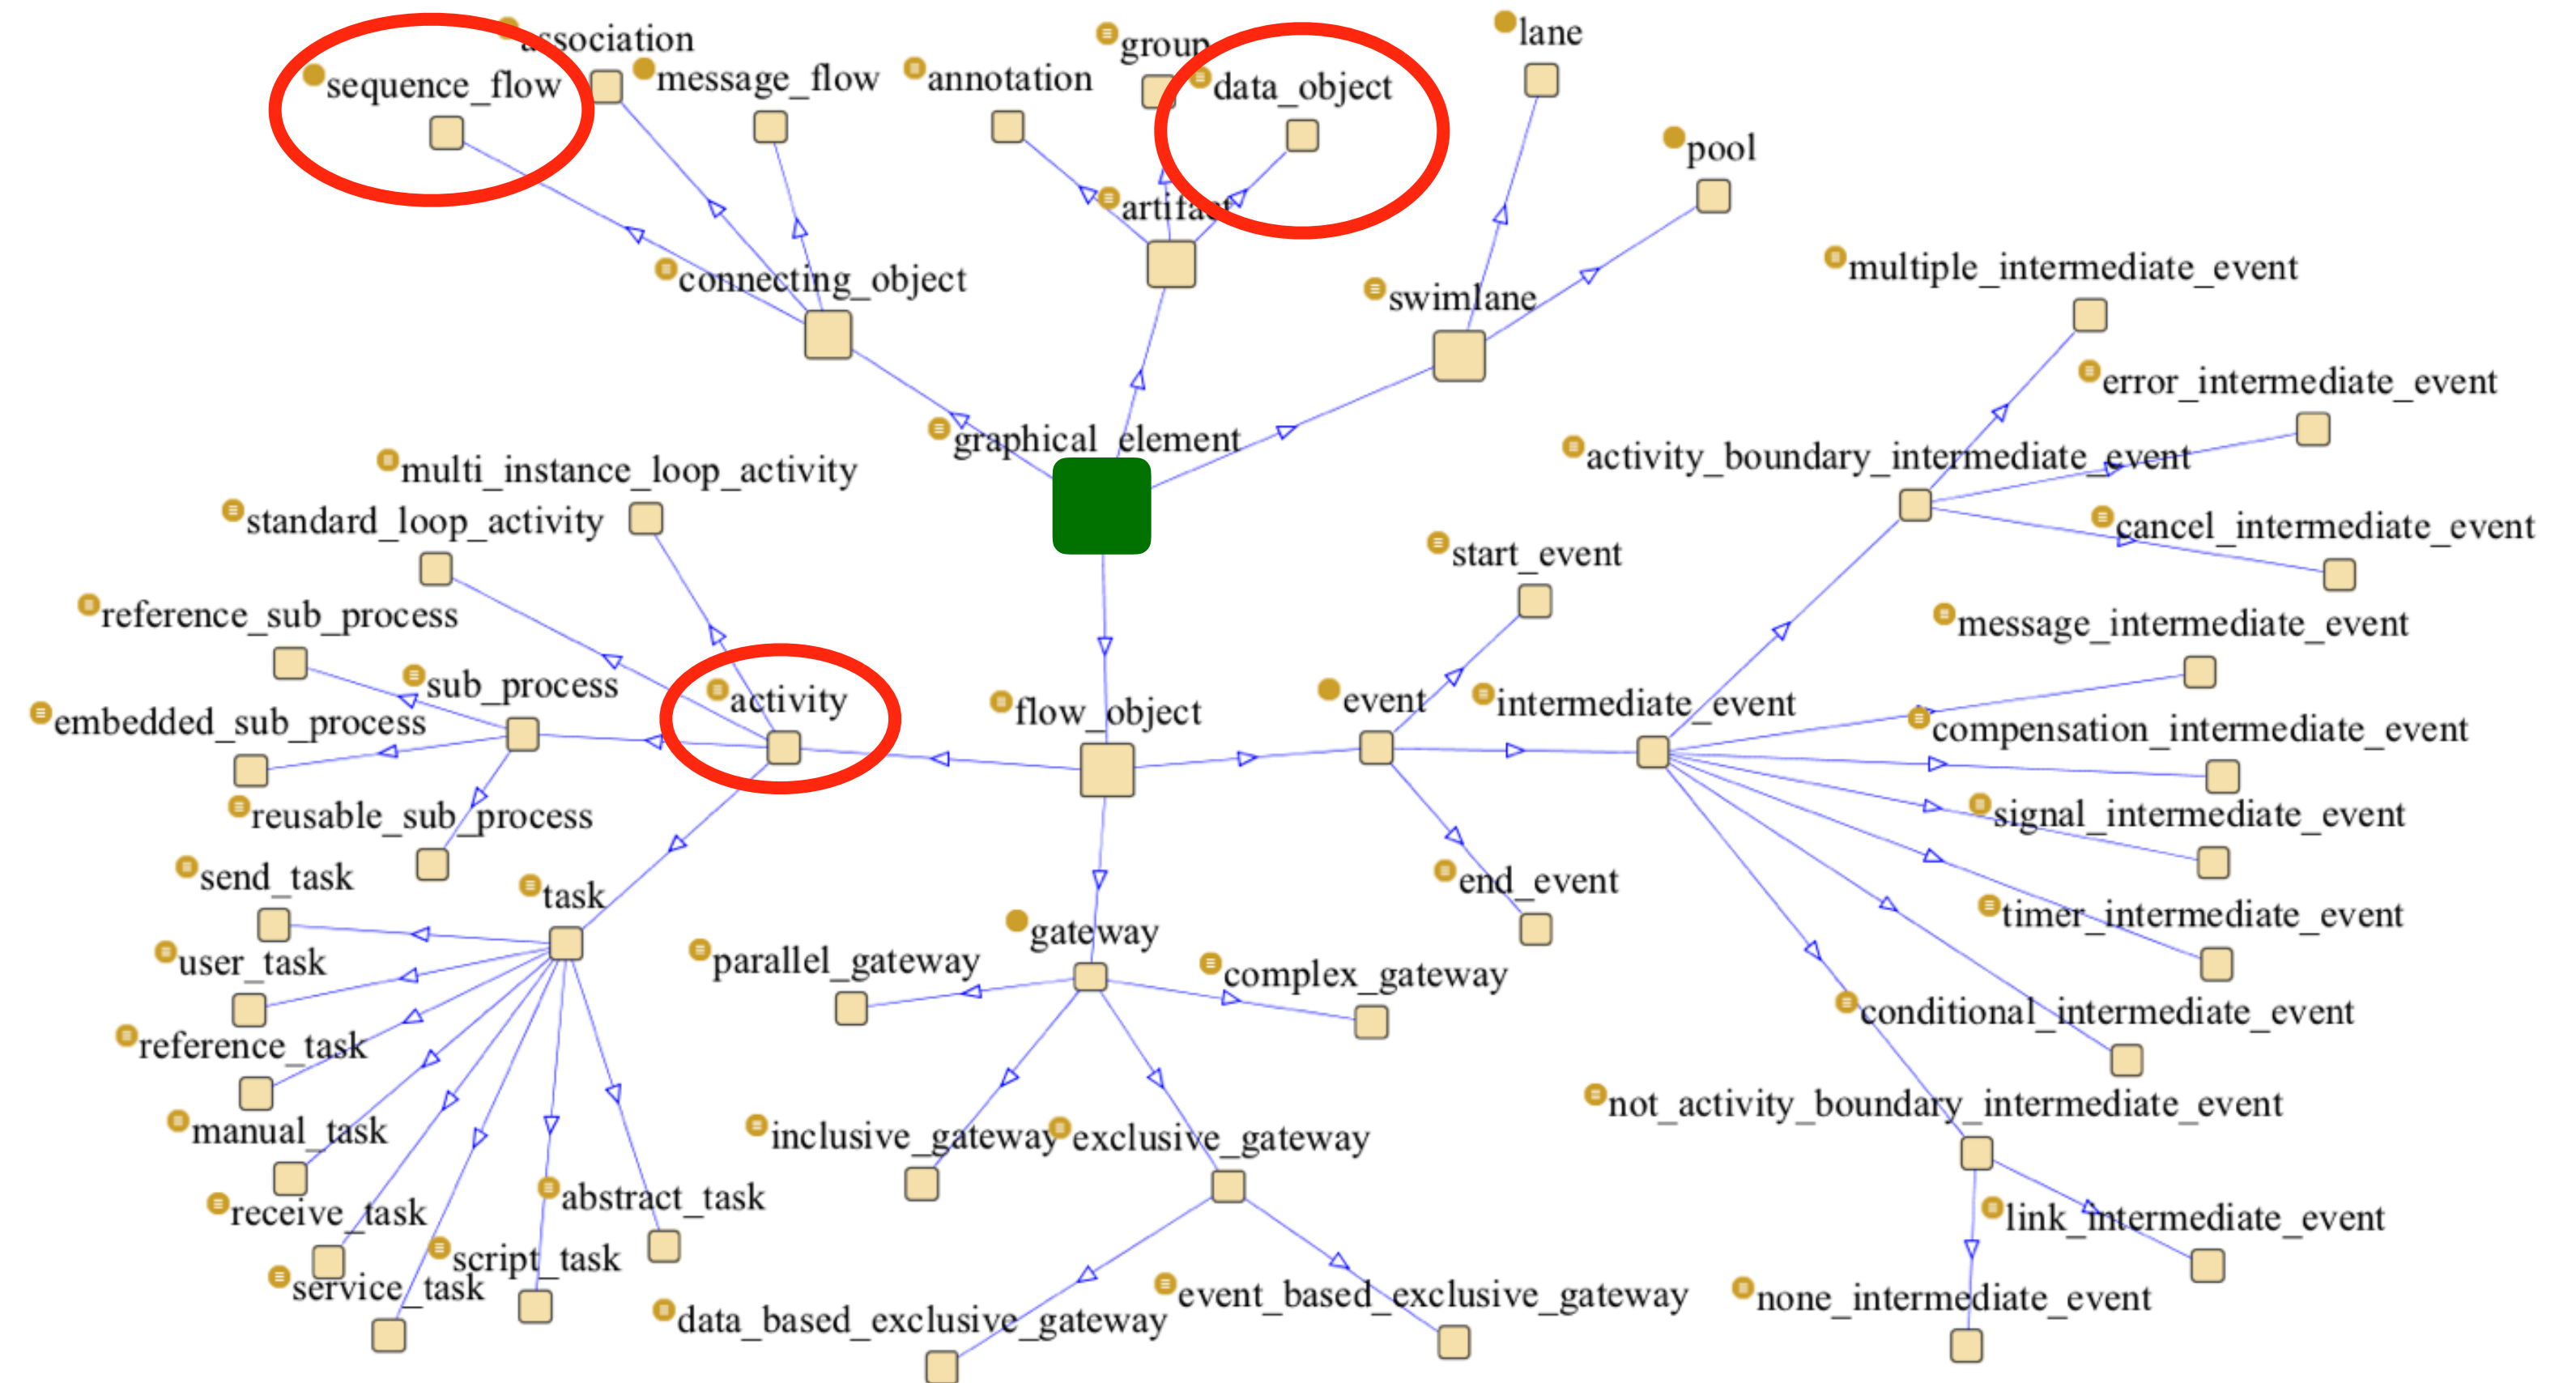 association
sequence_flow
message_flow
annotation
group
data_object
lane
pool
artifact
connecting_object
swimlane
multiple_intermediate_event
error_intermediate_event
graphical_element
activity_boundary_intermediate_event
multi_instance_loop_activity
standard_loop_activity
cancel_intermediate_event
start_event
reference_sub_process
message_intermediate_event
sub_process
activity
flow_object
event
intermediate_event
embedded_sub_process
compensation_intermediate_event
reusable_sub_process
signal_intermediate_event
send_task
task
end_event
timer_intermediate_event
user_task
parallel_gateway
gateway
complex_gateway
conditional_intermediate_event
reference_task
not_activity_boundary_intermediate_event
manual_task
inclusive_gateway
exclusive_gateway
receive_task
abstract_task
link_intermediate_event
script_task
service_task
data_based_exclusive_gateway
event_based_exclusive_gateway
none_intermediate_event